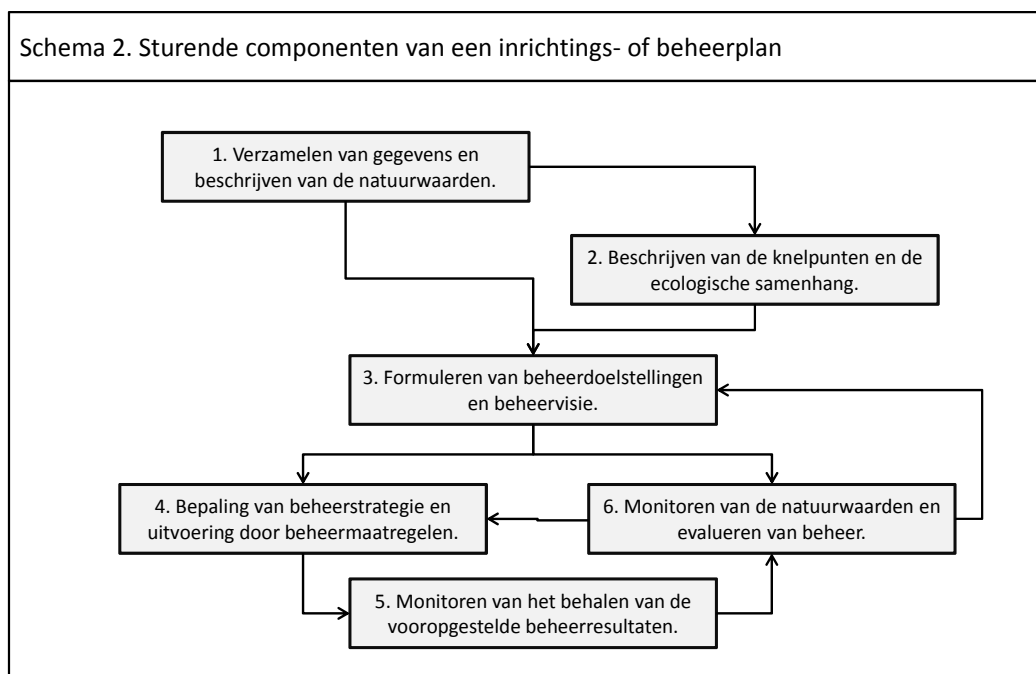 Schema 2. Sturende componenten van een inrichtings- of beheerplan
1. Verzamelen van gegevens en
beschrijven van de natuurwaarden.
2. Beschrijven van de knelpunten en de
ecologische samenhang.
3. Formuleren van beheerdoelstellingen
en beheervisie.
4. Bepaling van beheerstrategie en
uitvoering door beheermaatregelen.
6. Monitoren van de natuurwaarden en
evalueren van beheer.
5. Monitoren van het behalen van de
vooropgestelde beheerresultaten.